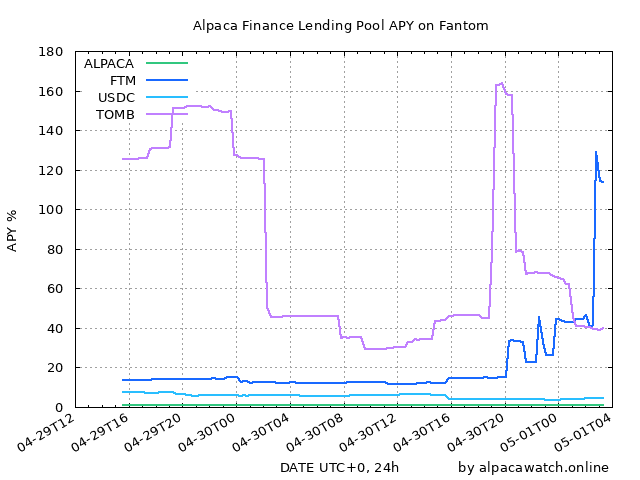 Alpaca Finance Lending Pool APY on Fantom
180
160
140
120
100
80
60
40
20
0
APY %
ALPACA
FTM
USDC
TOMB
04-29T12
04-29T16
04-29T20
04-30T00
04-30T04
04-30T08
04-30T12
04-30T16
04-30T20
05-01T00
05-01T04
DATE UTC+0, 24h
by alpacawatch.online